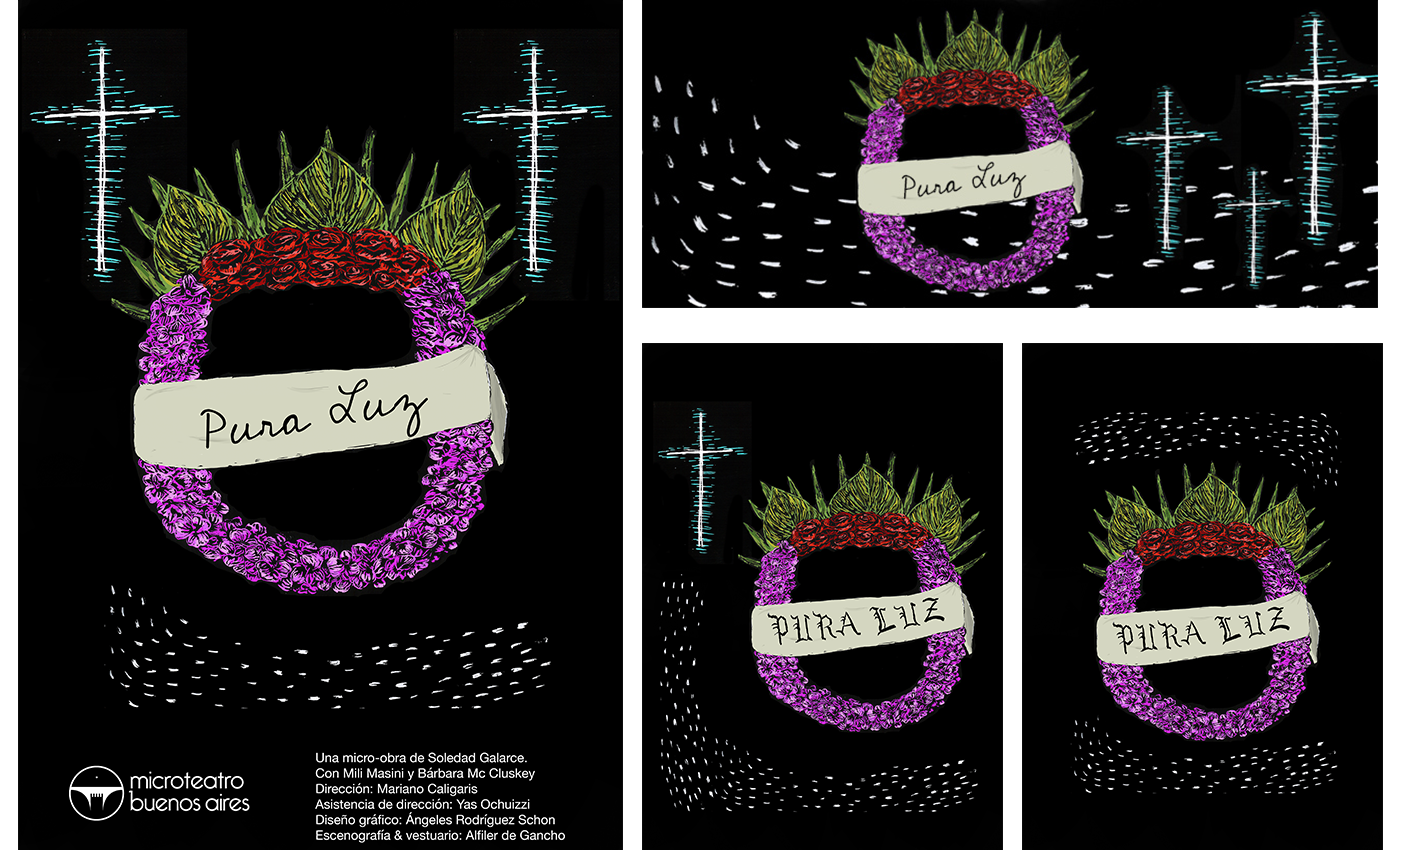 Pura Luz
microteatro
buenos aires
Una micro-obra de Soledad Galarce.
Con Mili Masini y Bárbara Mc Cluskey
Dirección: Mariano Caligaris
Asistencia de dirección: Yas Ochuizzi
Diseño gráfico: Ángeles Rodríguez Schon
Escenografía & vestuario: Alfiler de Gancho
Pura Luz
PURA LUZ
PURA LUZ